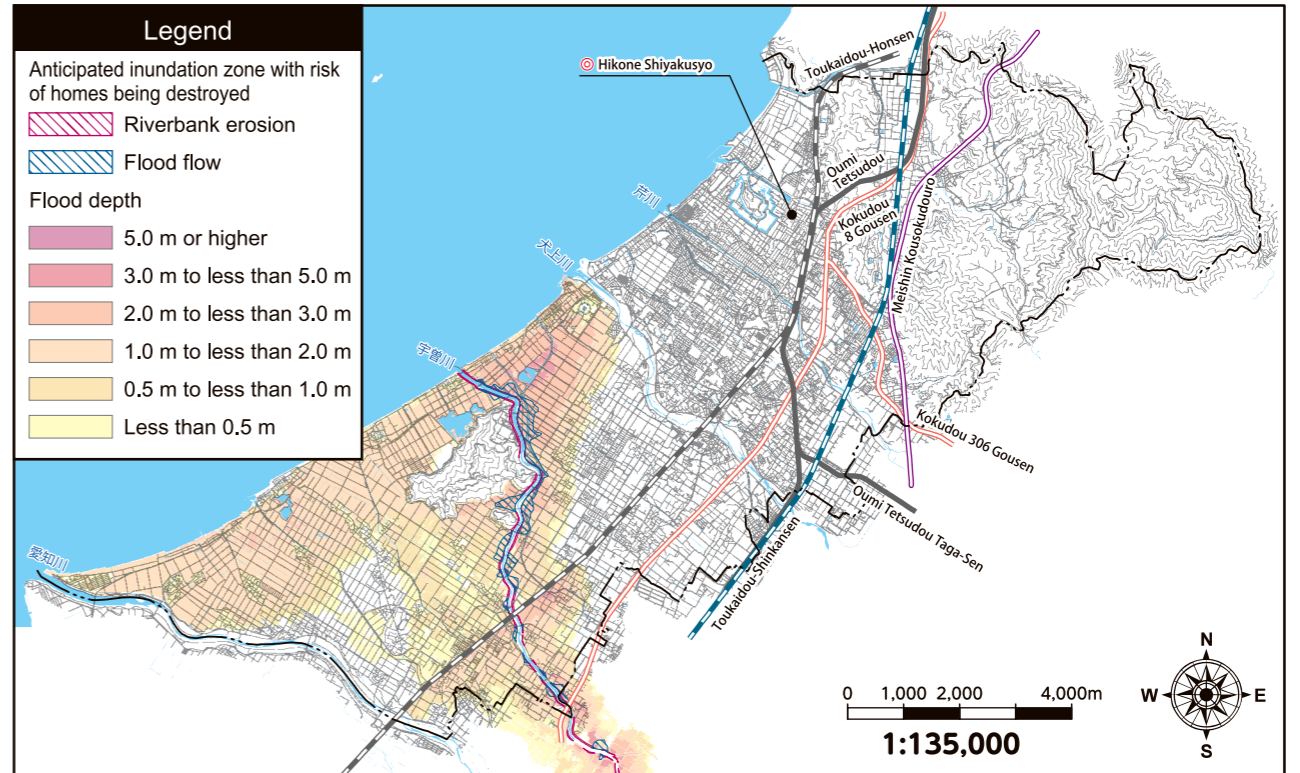 Legend
Anticipated inundation zone with risk
of homes being destroyed
Riverbank erosion
Flood flow
Flood depth
5.0 m or higher
3.0 m to less than 5.0 m
2.0 m to less than 3.0 m
1.0 m to less than 2.0 m
0.5 m to less than 1.0 m
Less than 0.5 m
Hikone Shiyakusyo
Toukaidou-Honsen
Oumi
Tetsudou
Kokudou
8 Gousen
Meishin Kousokudouro
芹川
犬上川
宇曽川
愛知川
Kokudou 306 Gousen
Oumi Tetsudou Taga-Sen
Toukaidou-Shinkansen
0 1,000 2,000 4,000m
1:135,000
N
W E
S